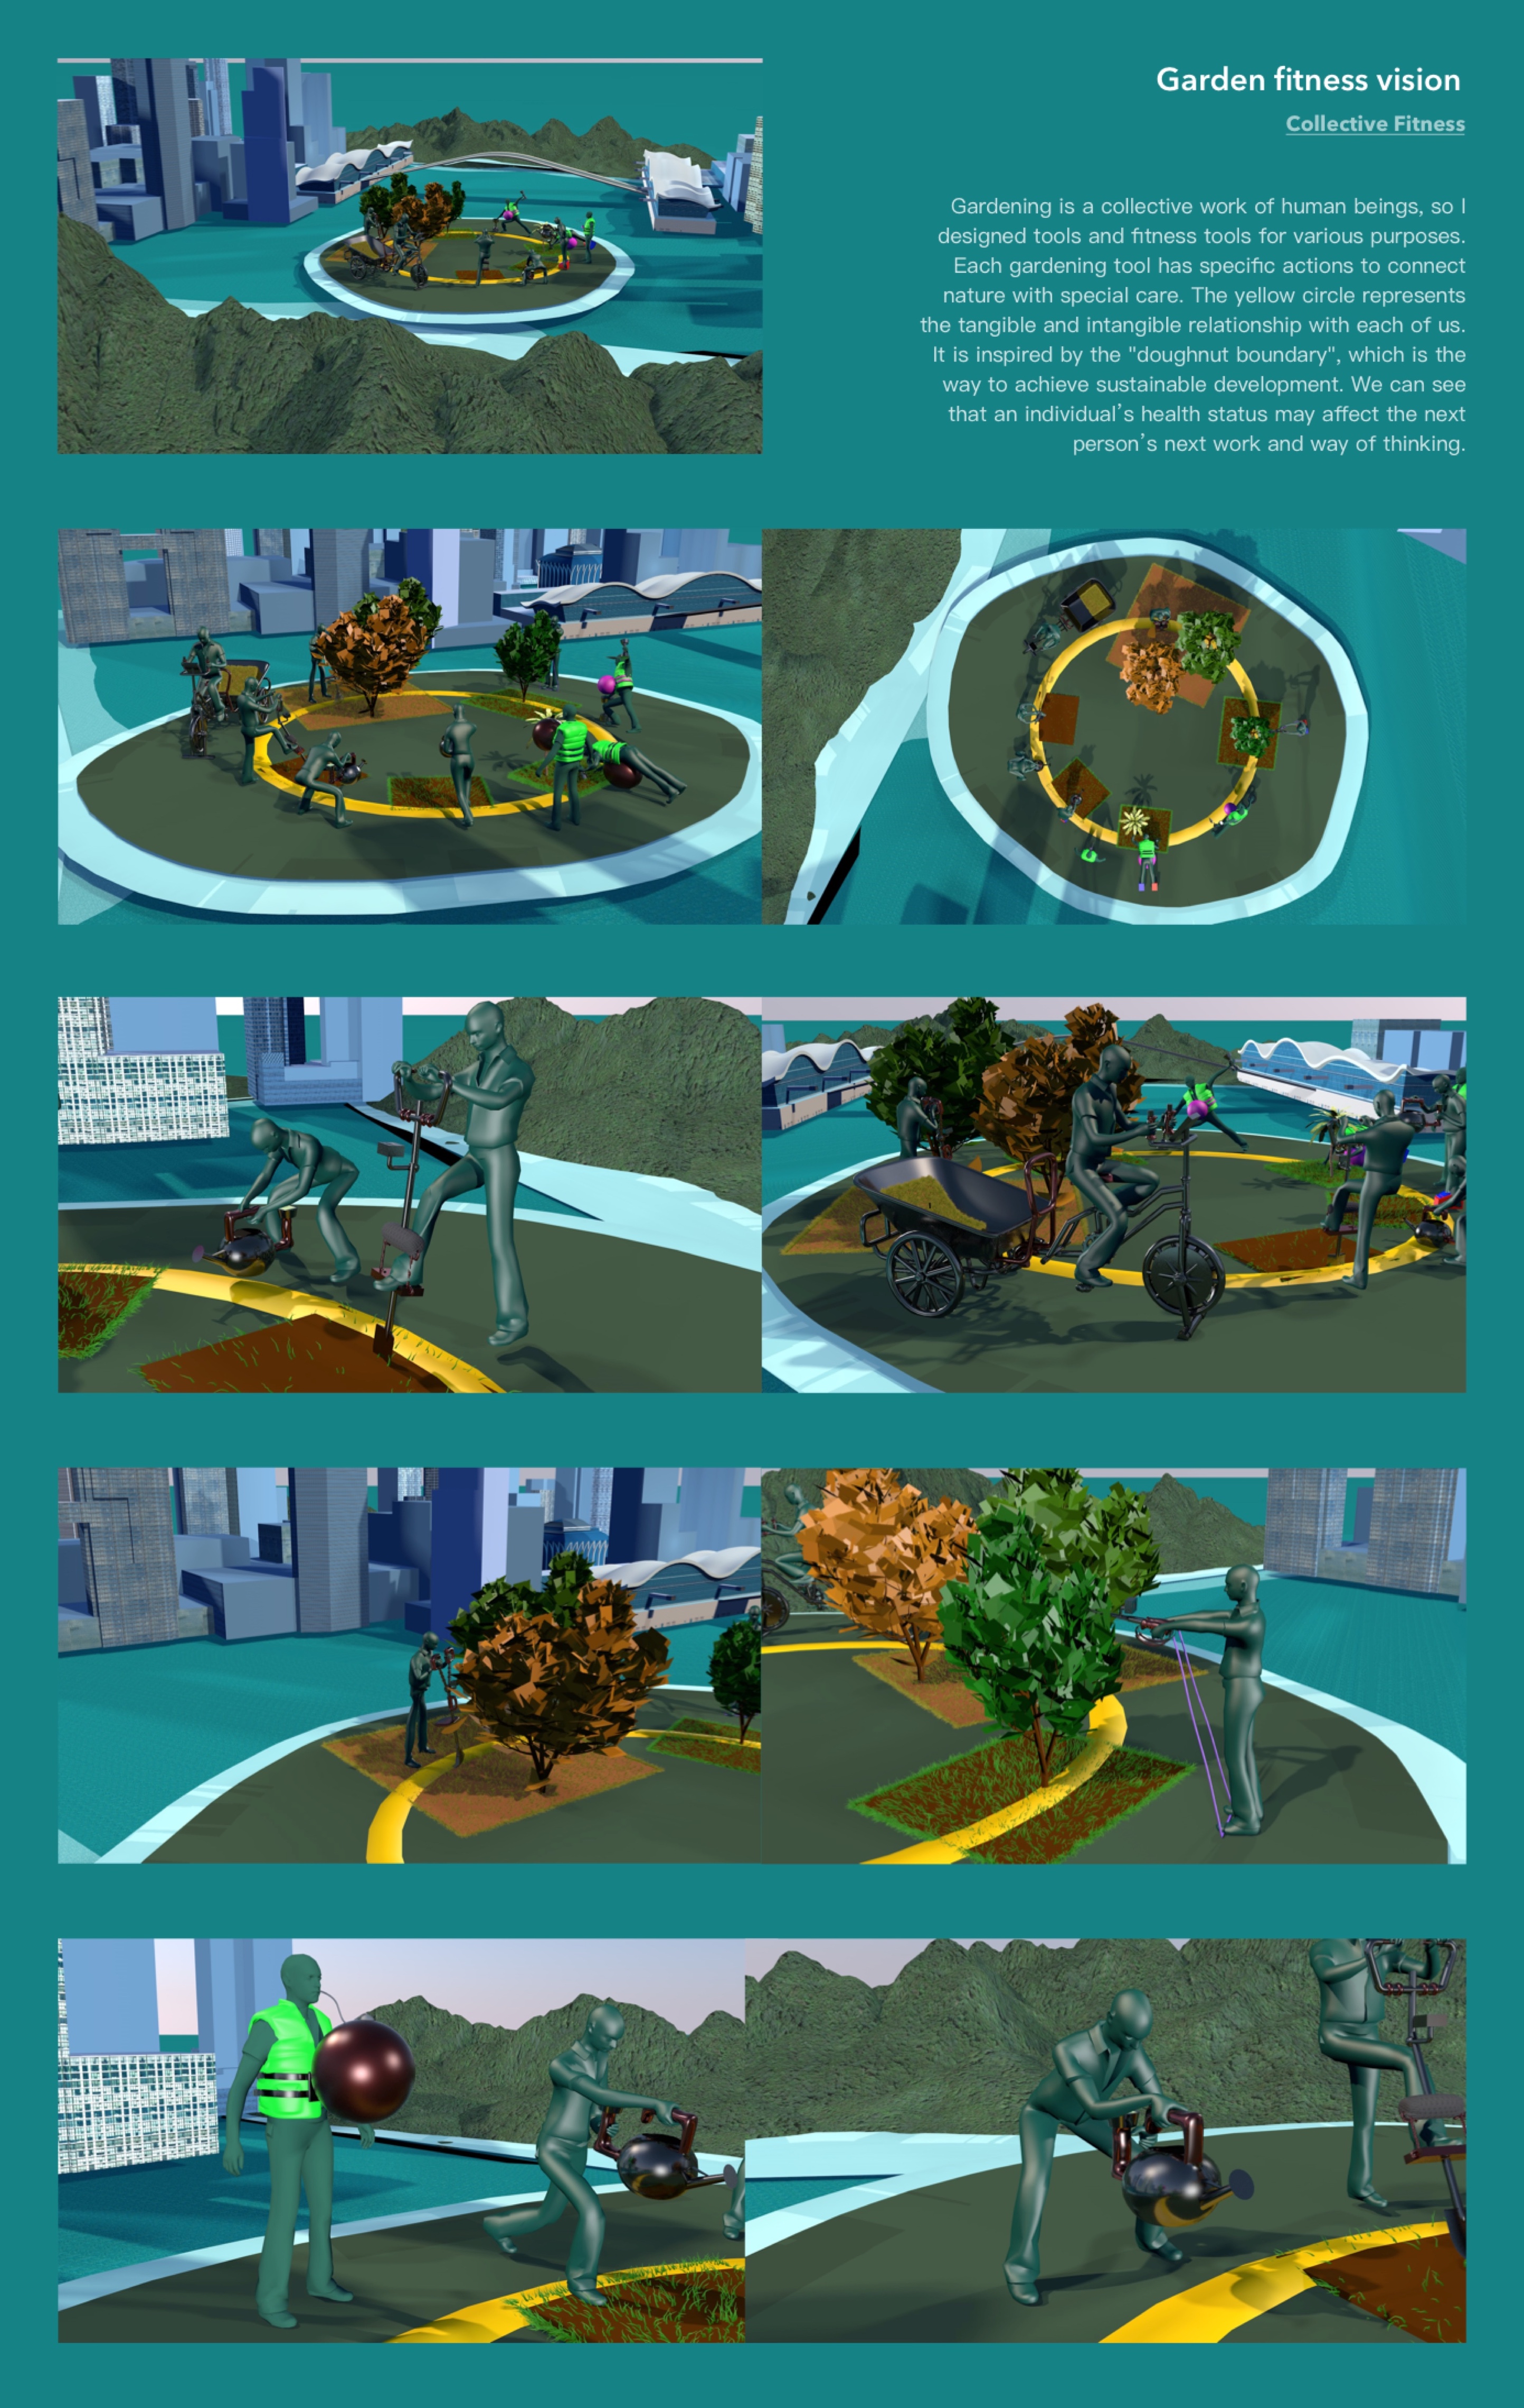 Garden fitness vision
Collective Fitness
Gardening is a collective work of human beings, so I
designed tools and fitness tools for various purposes.
Each gardening tool has specific actions to connect
nature with special care. The yellow circle represents
the tangible and intangible relationship with each of us.
It is inspired by the "doughnut boundary", which is the
way to achieve sustainable development. We can see
that an individual’s health status may affect the next
person’s next work and way of thinking.